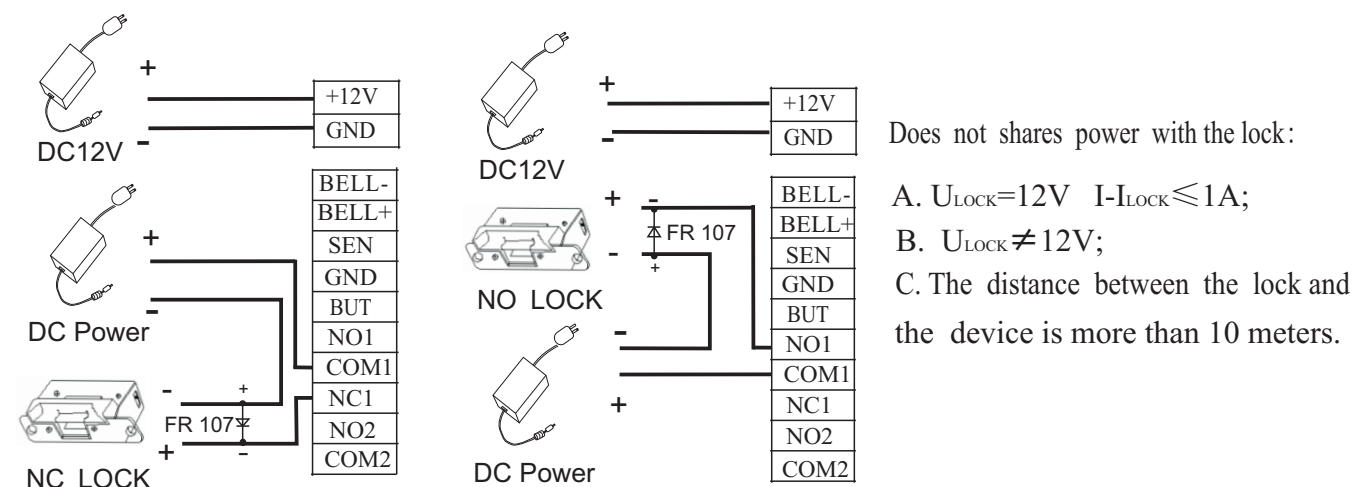 +
-
DC12V
+12V
GND
BELL-
BELL+
SEN
GND
BUT
NO1
COM1
NC1
NO2
COM2
+
-
DC Power
-
+
FR 107
+
-
NC LOCK
+
-
DC12V
+12V
GND
BELL-
BELL+
SEN
GND
BUT
NO1
COM1
NC1
NO2
COM2
+
-
-
FR 107
+
NO LOCK
-
+
DC Power
Does not shares power with the lock:
A. ULOCK=12V I-ILOCK≤1A;
B. ULOCK≠12V;
C. The distance between the lock and
the device is more than 10 meters.